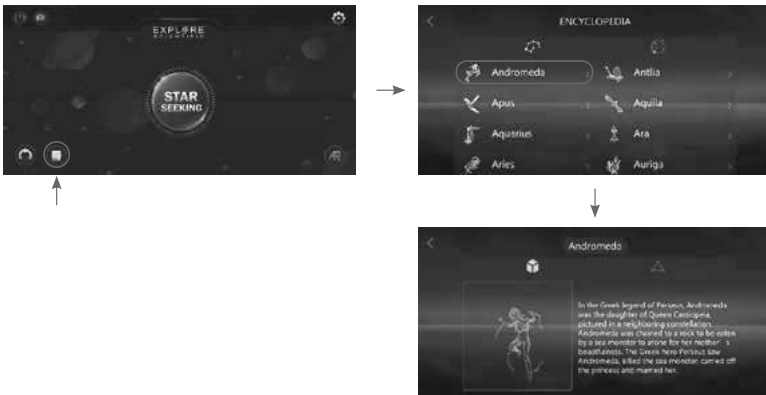 EXPLORE
SCIENTIFIC
STAR
SEEKING
AR
ENCYCLOPEDIA
Andromeda
Antlia
Apus
Aquila
Aquarius
Ara
Aries
Auriga
Andromeda
In the Greek legend of Perseus, Andromeda
was the daughter of Queen Cassiopeia,
pictured in a neighboring constellation.
Andromeda was chained to a rock to be eaten
by a sea monster to atone for her mother's
beautifulness. The Greek hero Perseus saw
Andromeda, killed the sea monster, carried off
the princess and married her.